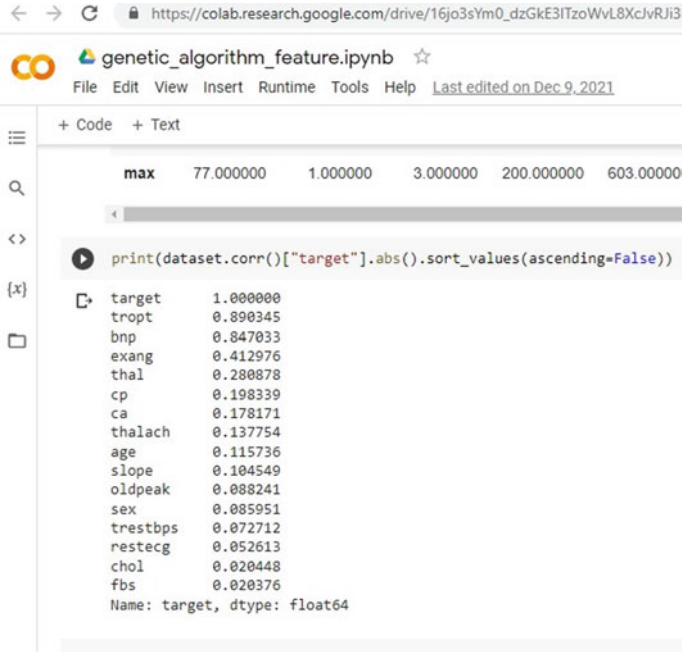 https://colab.research.google.com/drive/16jo3sYm0_dzGkE3ITzoWvL8XcJvRJi3
CO genetic_algorithm_feature.ipynb
File Edit View Insert Runtime Tools Help Last edited on Dec 9, 2021
+ Code + Text
max 77.000000 1.000000 3.000000 200.000000 603.00000
print(dataset.corr()["target"].abs().sort_values(ascending=False))
target 1.000000
tropt 0.890345
bnp 0.847033
exang 0.412976
thal 0.280878
cp 0.198339
ca 0.178171
thalach 0.137754
age 0.115736
slope 0.104549
oldpeak 0.088241
sex 0.085951
trestbps 0.072712
restecg 0.052613
chol 0.020448
fbs 0.020376
Name: target, dtype: float64